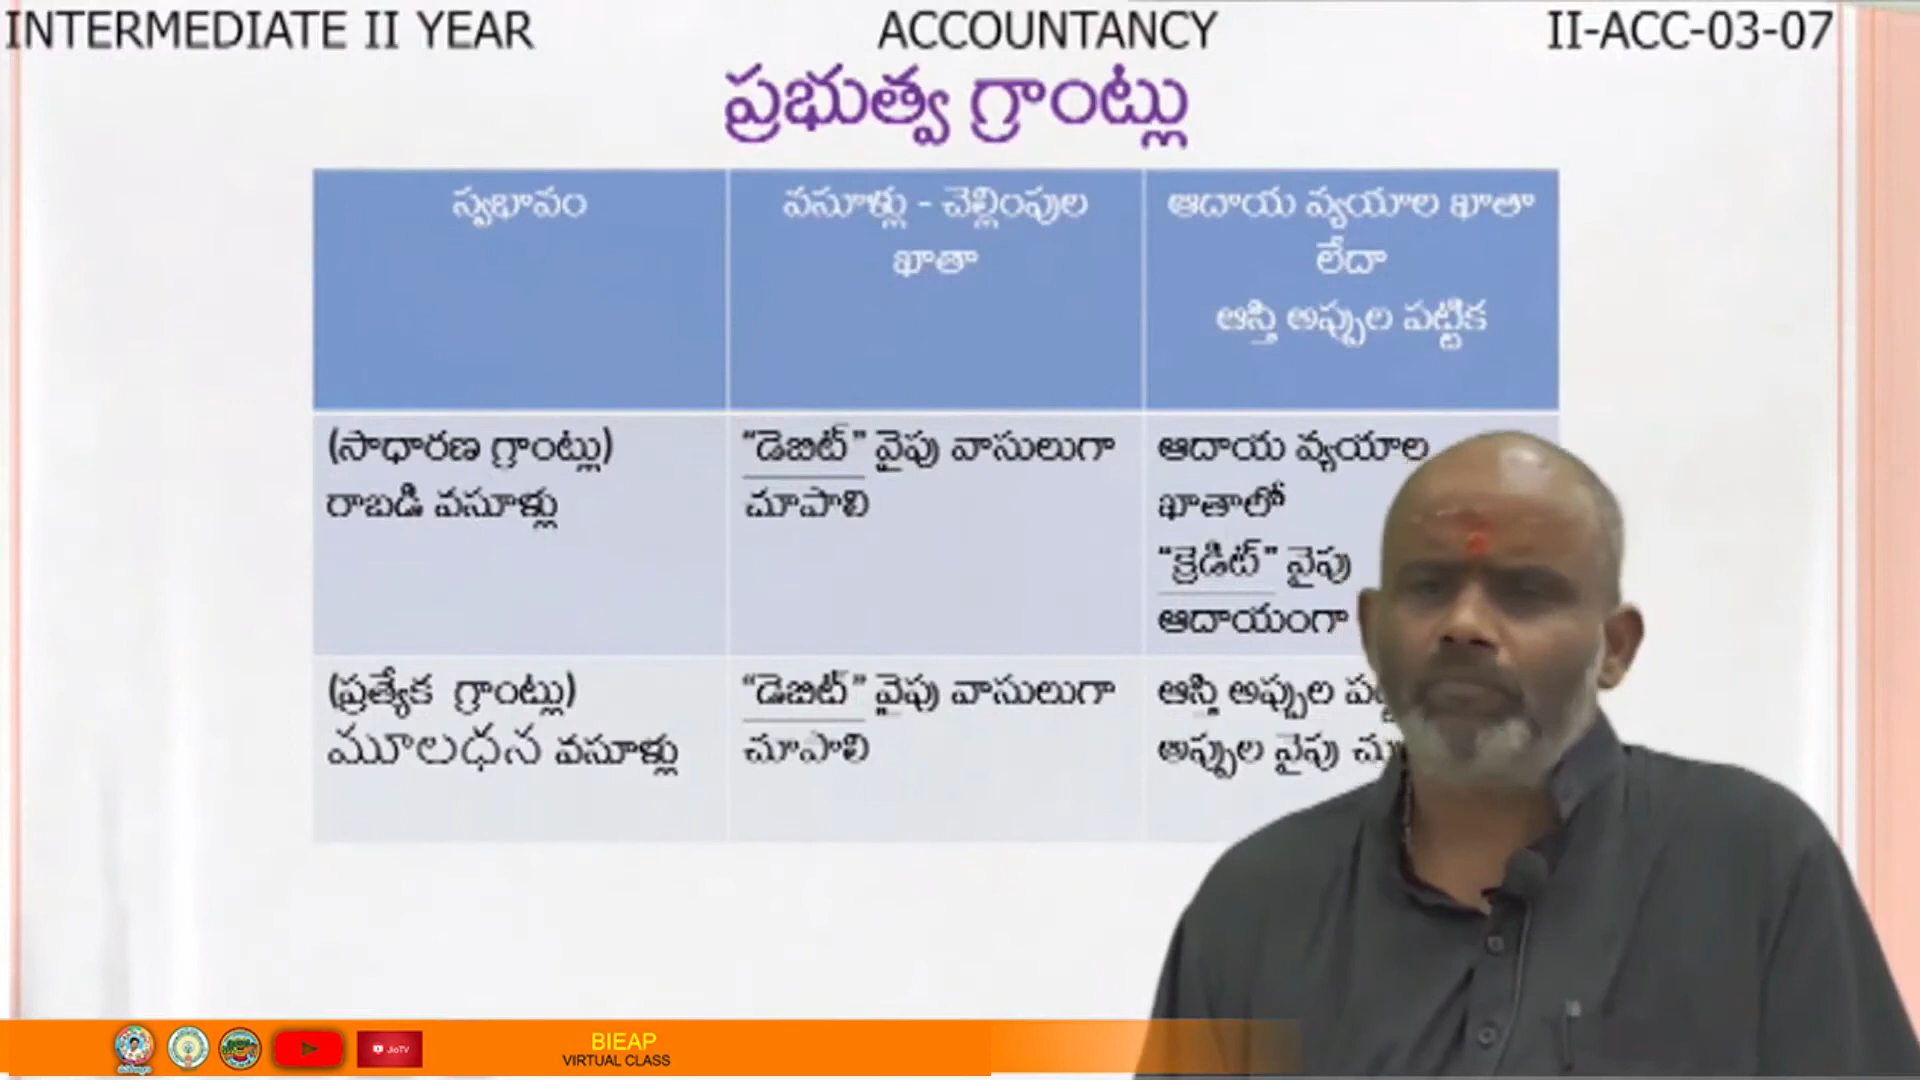 INTERMEDIATE II YEAR ACCOUNTANCY II-ACC-03-07
ప్రభుత్వ గ్రాంట్లు
స్వభావం
వసూళ్లు - చెల్లింపుల
ఖాతా
ఆదాయ వ్యయాల ఖాతా
లేదా
ఆస్తి అప్పుల పట్టిక
(సాధారణ గ్రాంట్లు)
రాబడి వసూళ్లు
“డెబిట్” వైపు వాసులుగా
చూపాలి
ఆదాయ వ్యయాల
ఖాతాలో
“క్రెడిట్” వైపు
ఆదాయంగా
(ప్రత్యేక గ్రాంట్లు)
మూలధన వసూళ్లు
“డెబిట్” వైపు వాసులుగా
చూపాలి
ఆస్తి అప్పుల
అప్పుల వైపు
JioTV
BIEAP
VIRTUAL CLASS